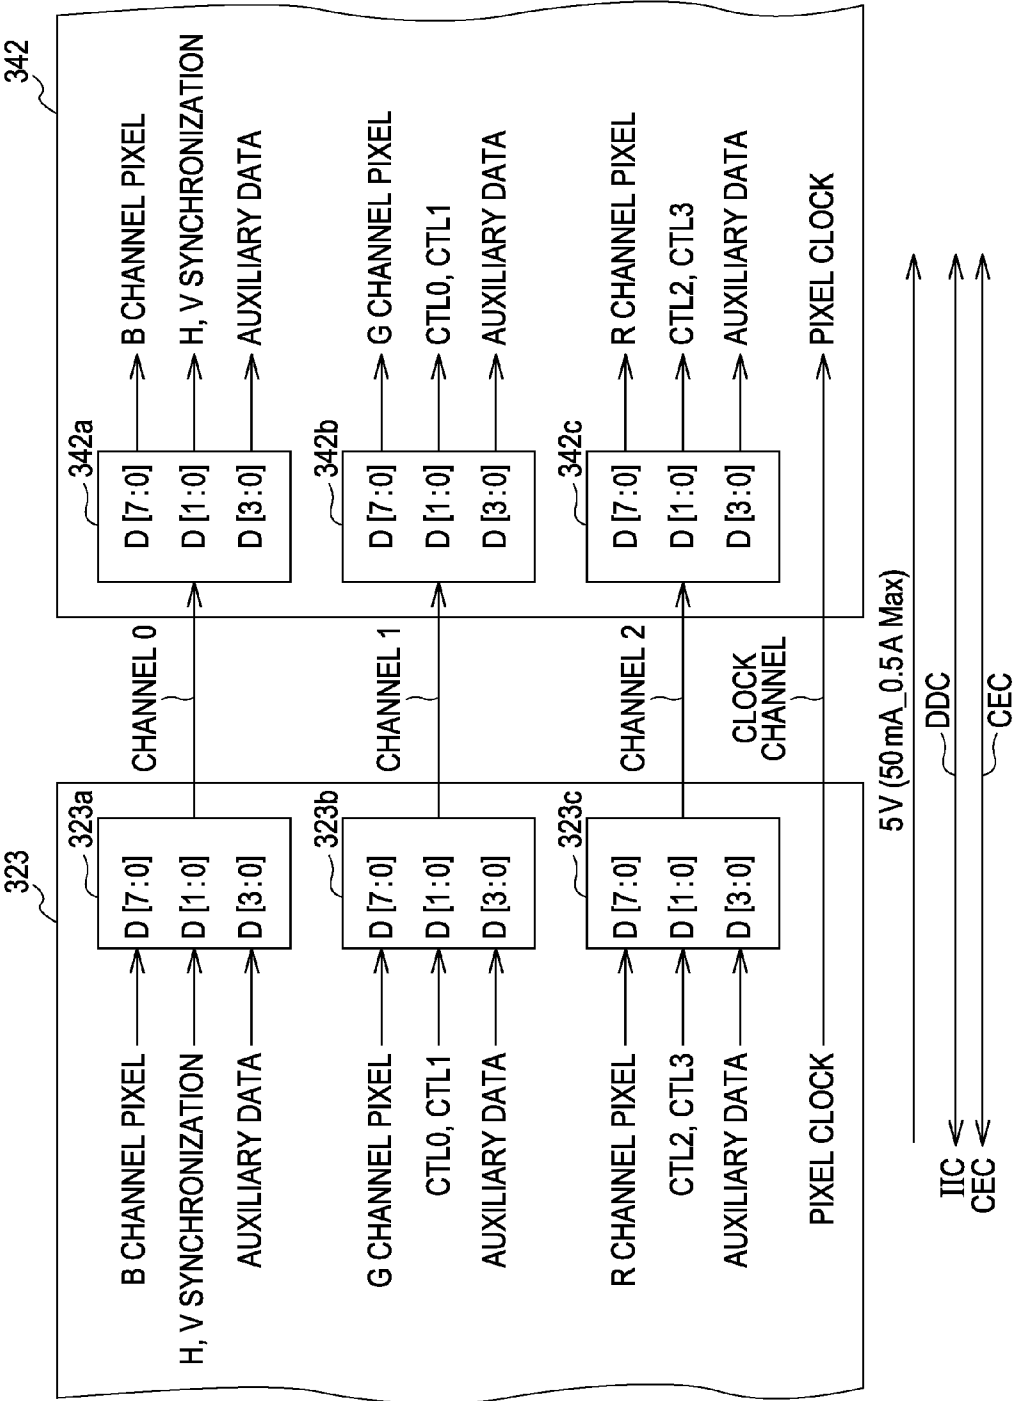 323
342
323a
342a
B CHANNEL PIXEL
D [7:0]
D [7:0]
B CHANNEL PIXEL
H, V SYNCHRONIZATION
D [1:0]
CHANNEL 0
D [1:0]
H, V SYNCHRONIZATION
AUXILIARY DATA
D [3:0]
D [3:0]
AUXILIARY DATA
323b
342b
G CHANNEL PIXEL
D [7:0]
D [7:0]
G CHANNEL PIXEL
CTL0, CTL1
D [1:0]
CHANNEL 1
D [1:0]
CTL0, CTL1
AUXILIARY DATA
D [3:0]
D [3:0]
AUXILIARY DATA
323c
342c
R CHANNEL PIXEL
D [7:0]
D [7:0]
R CHANNEL PIXEL
CTL2, CTL3
D [1:0]
CHANNEL 2
D [1:0]
CTL2, CTL3
AUXILIARY DATA
D [3:0]
D [3:0]
AUXILIARY DATA
PIXEL CLOCK
CLOCK
CHANNEL
PIXEL CLOCK
5 V (50 mA_0.5 A Max)
IIC
DDC
CEC
CEC